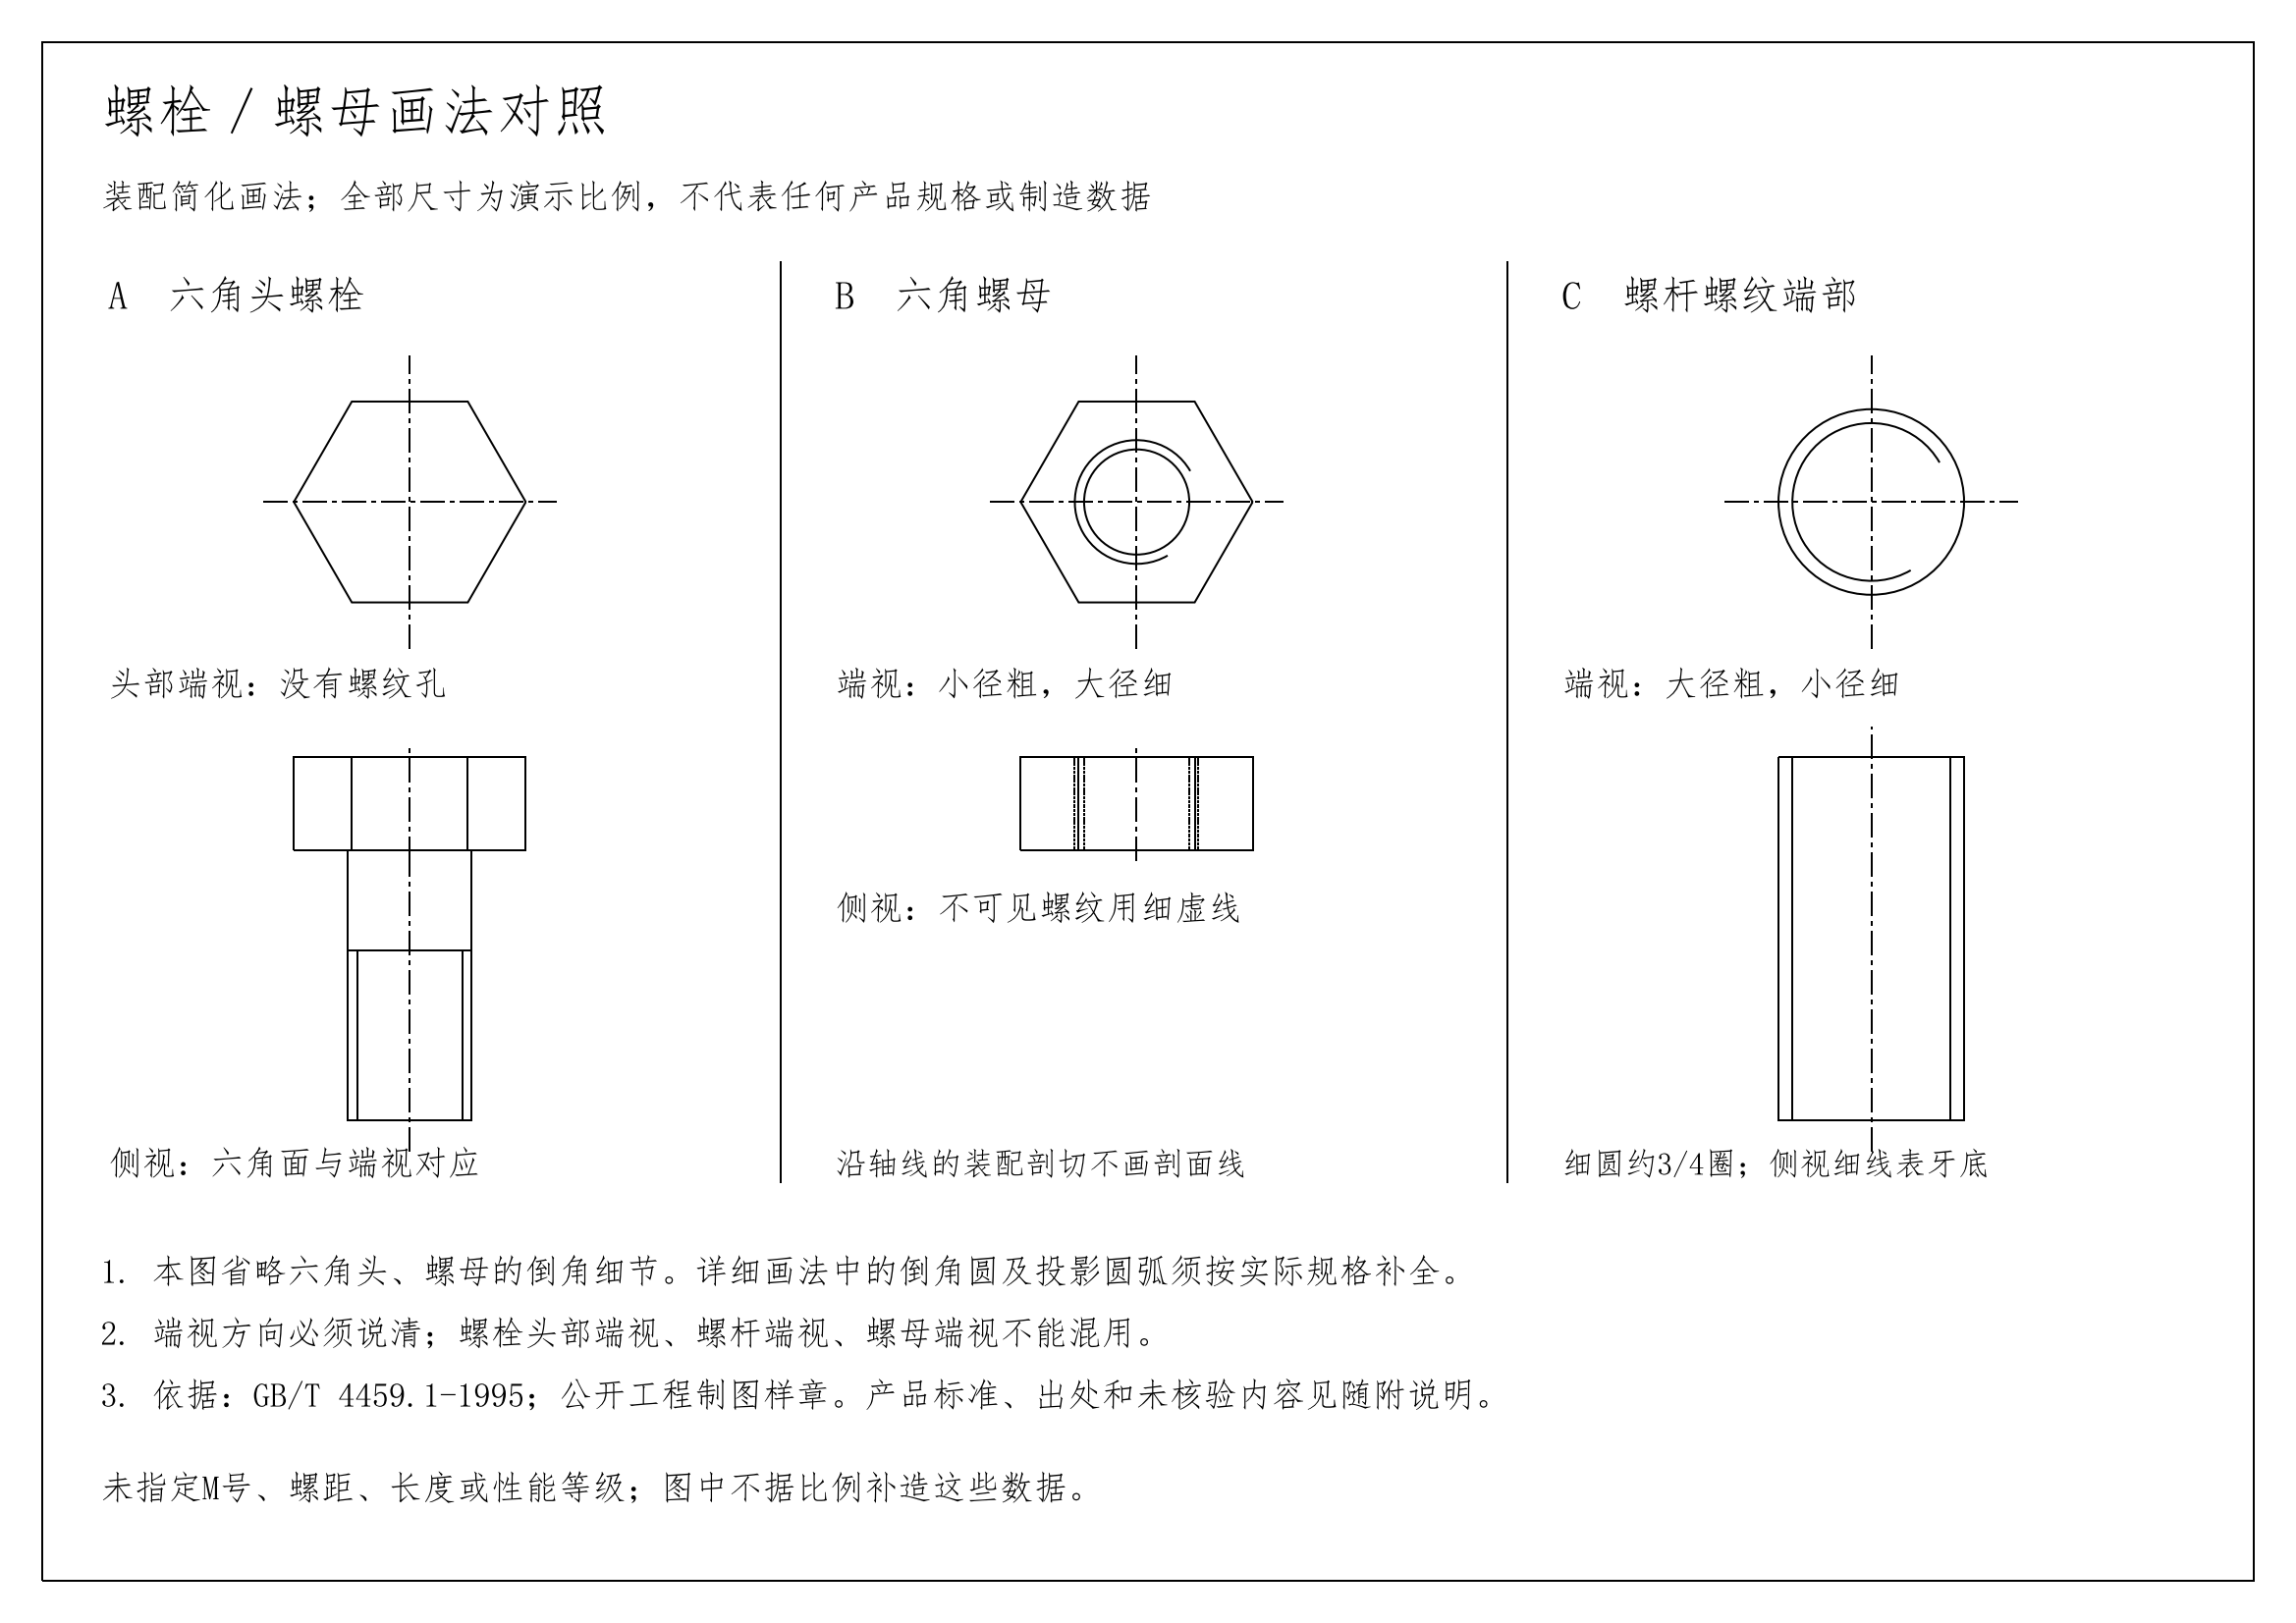 螺栓/螺母画法对照
装配简化画法；全部尺寸为演示比例，不代表任何产品规格或制造数据
A 六角头螺栓
头部端视：没有螺纹孔
侧视：六角面与端视对应
B 六角螺母
端视：小径粗，大径细
侧视：不可见螺纹用细虚线
沿轴线的装配剖切不画剖面线
C 螺杆螺纹端部
端视：大径粗，小径细
细圆约3/4圈；侧视细线表牙底
1. 本图省略六角头、螺母的倒角细节。详细画法中的倒角圆及投影圆弧须按实际规格补全。
2. 端视方向必须说清；螺栓头部端视、螺杆端视、螺母端视不能混用。
3. 依据：GB/T 4459.1-1995；公开工程制图样章。产品标准、出处和未核验内容见随附说明。
未指定M号、螺距、长度或性能等级；图中不据比例补造这些数据。